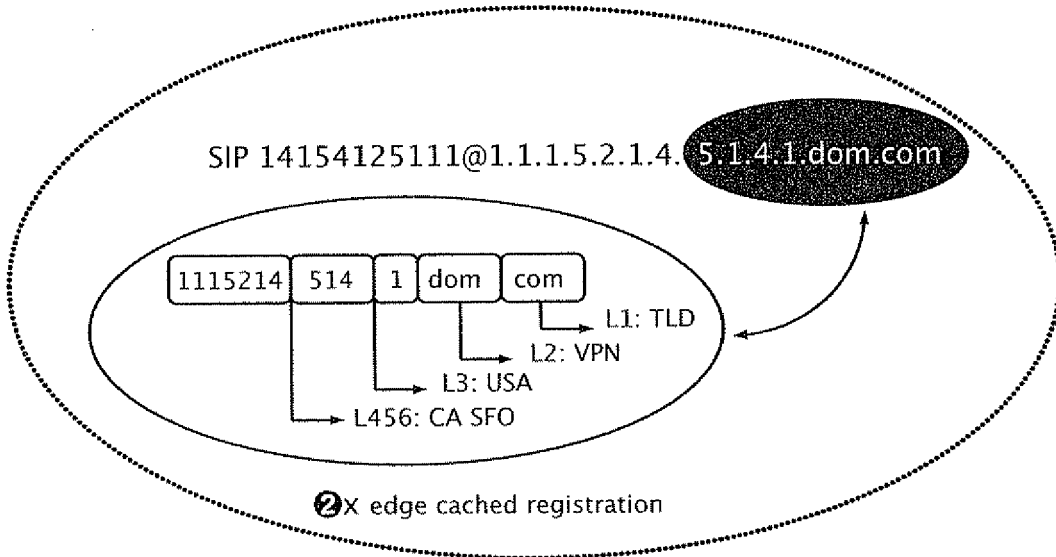 SIP 14154125111@1.1.1.5.2.1.4.5.1.4.1.dom.com
1115214 514 1 dom com
L1: TLD
L2: VPN
L3: USA
L456: CA SFO
2x edge cached registration